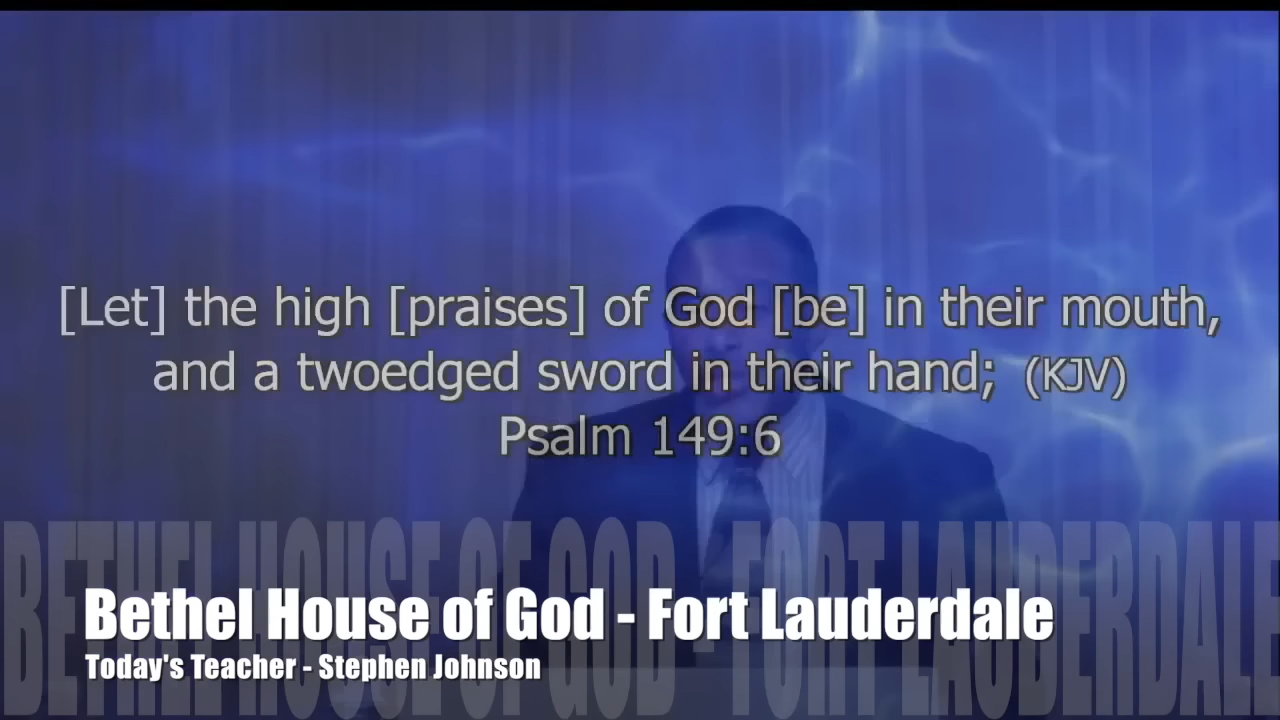 [Let] the high [praises] of God [be] in their mouth,
and a twoedged sword in their hand; (KJV)
Psalm 149:6
BETHEL HOUSE OF GOD - FORT LAUDERDALE
Bethel House of God - Fort Lauderdale
Today's Teacher - Stephen Johnson